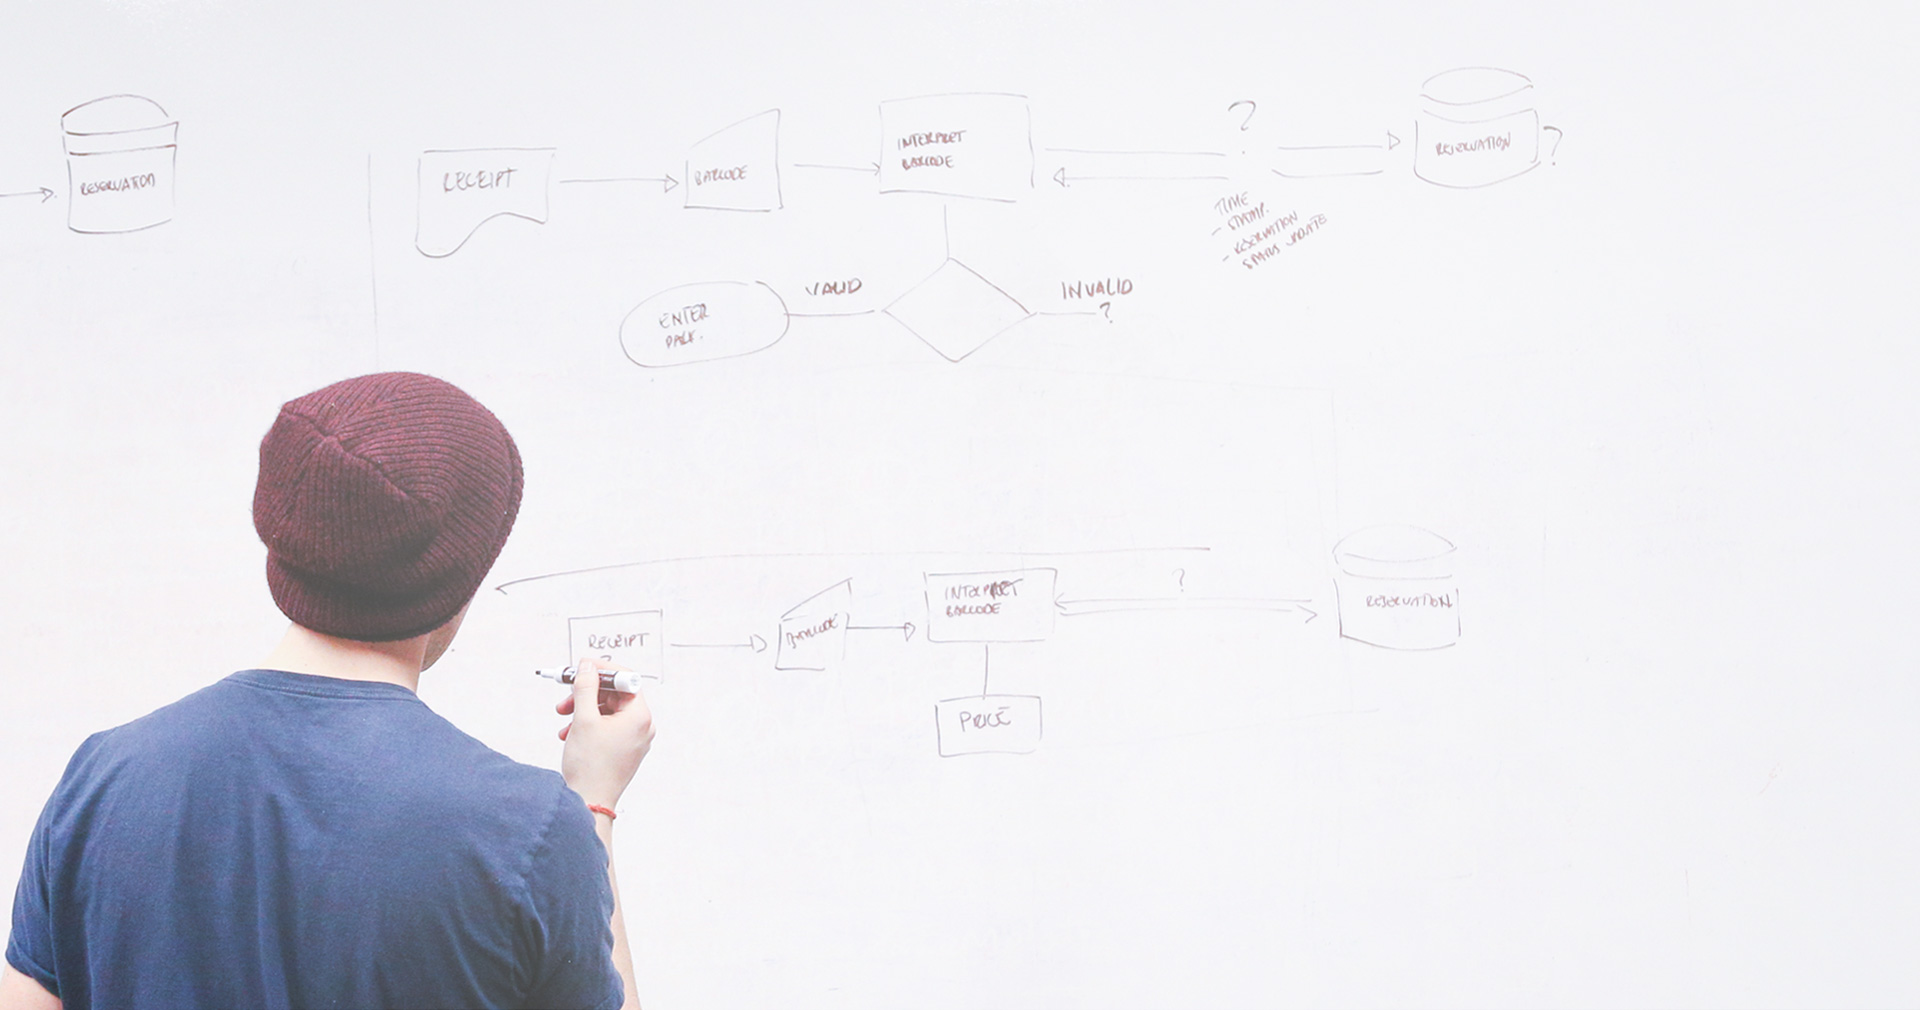 RESERVATION
RECEIPT
BARCODE
INTERPRET
BARCODE
?
RESERVATION
?
TIME
- STAMP.
- RESERVATION
STATUS UPDATE
VALID
INVALID
?
ENTER
PARK.
RECEIPT
?
BARCODE
INTERPRET
BARCODE
?
RESERVATION
PRICE